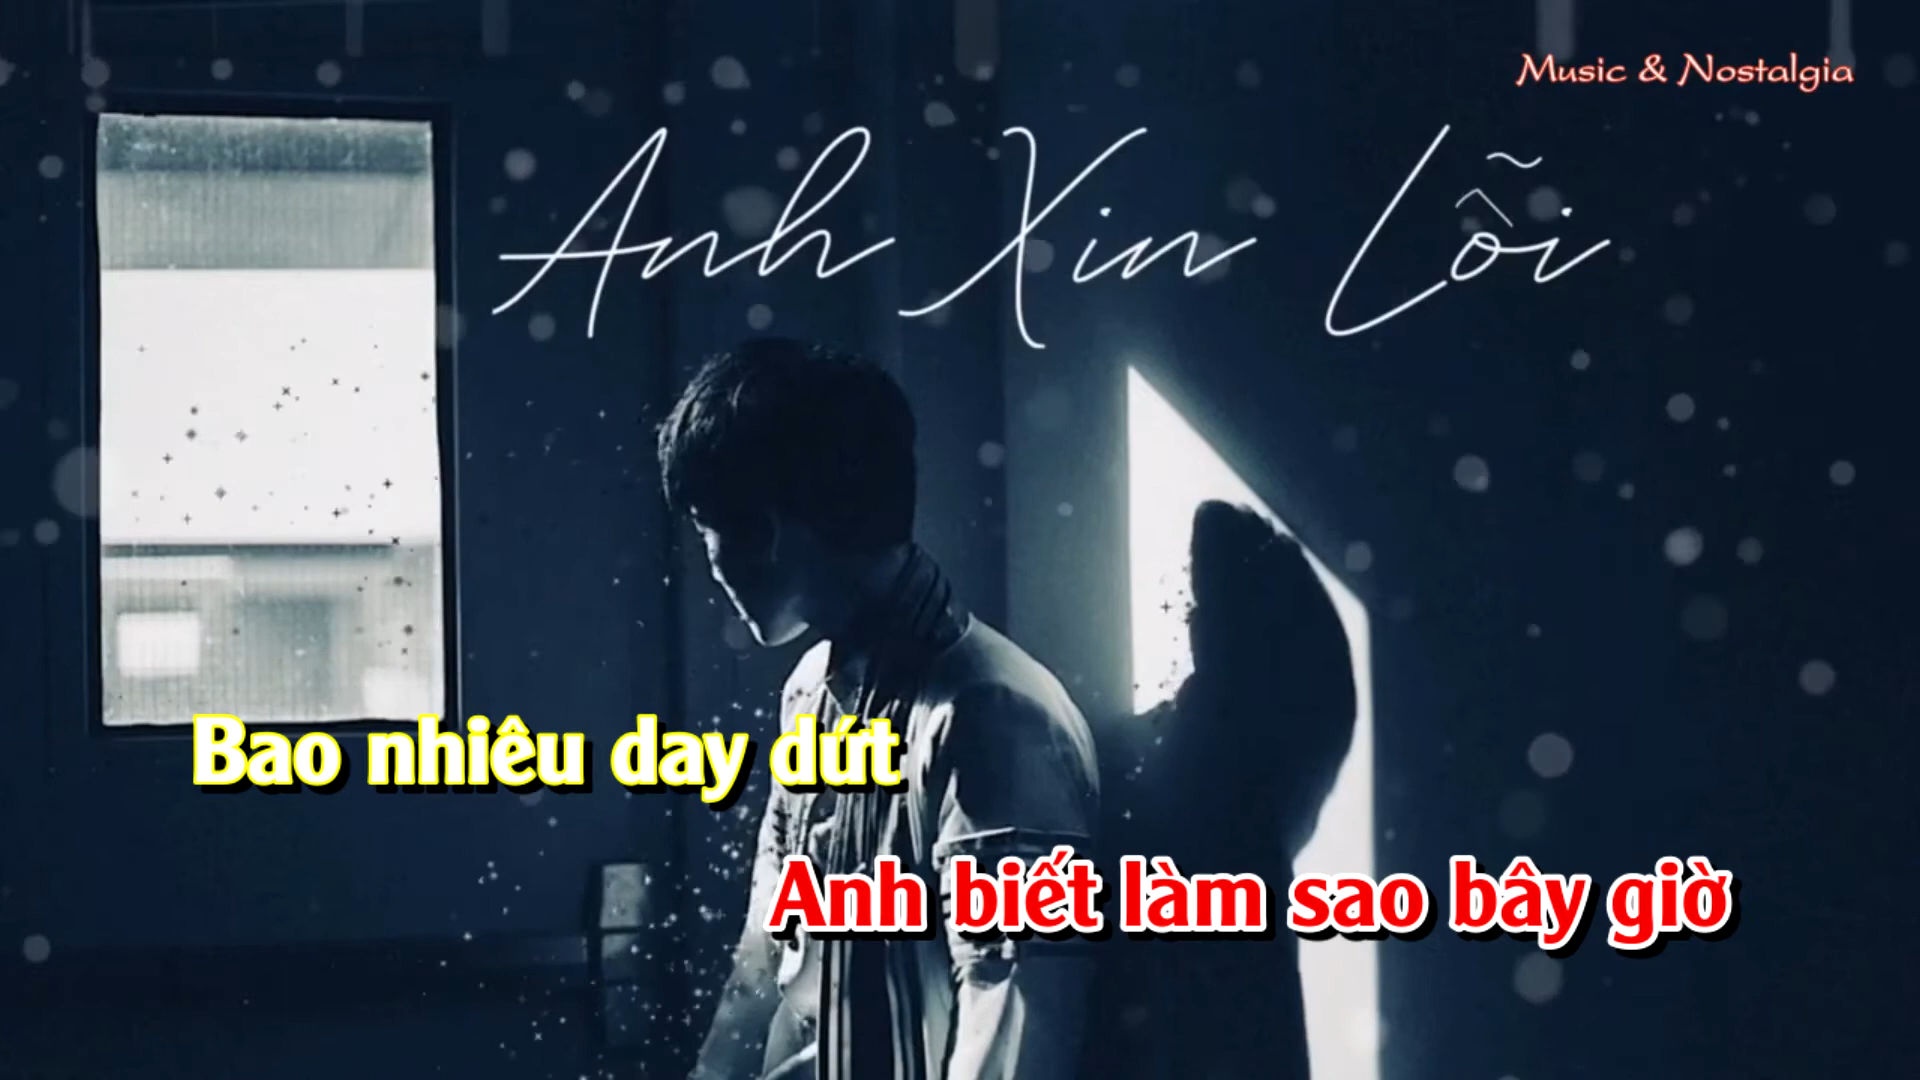 Music & Nostalgia
Anh Xin Lỗi
Bao nhiêu day dứt
Anh biết làm sao bây giờ